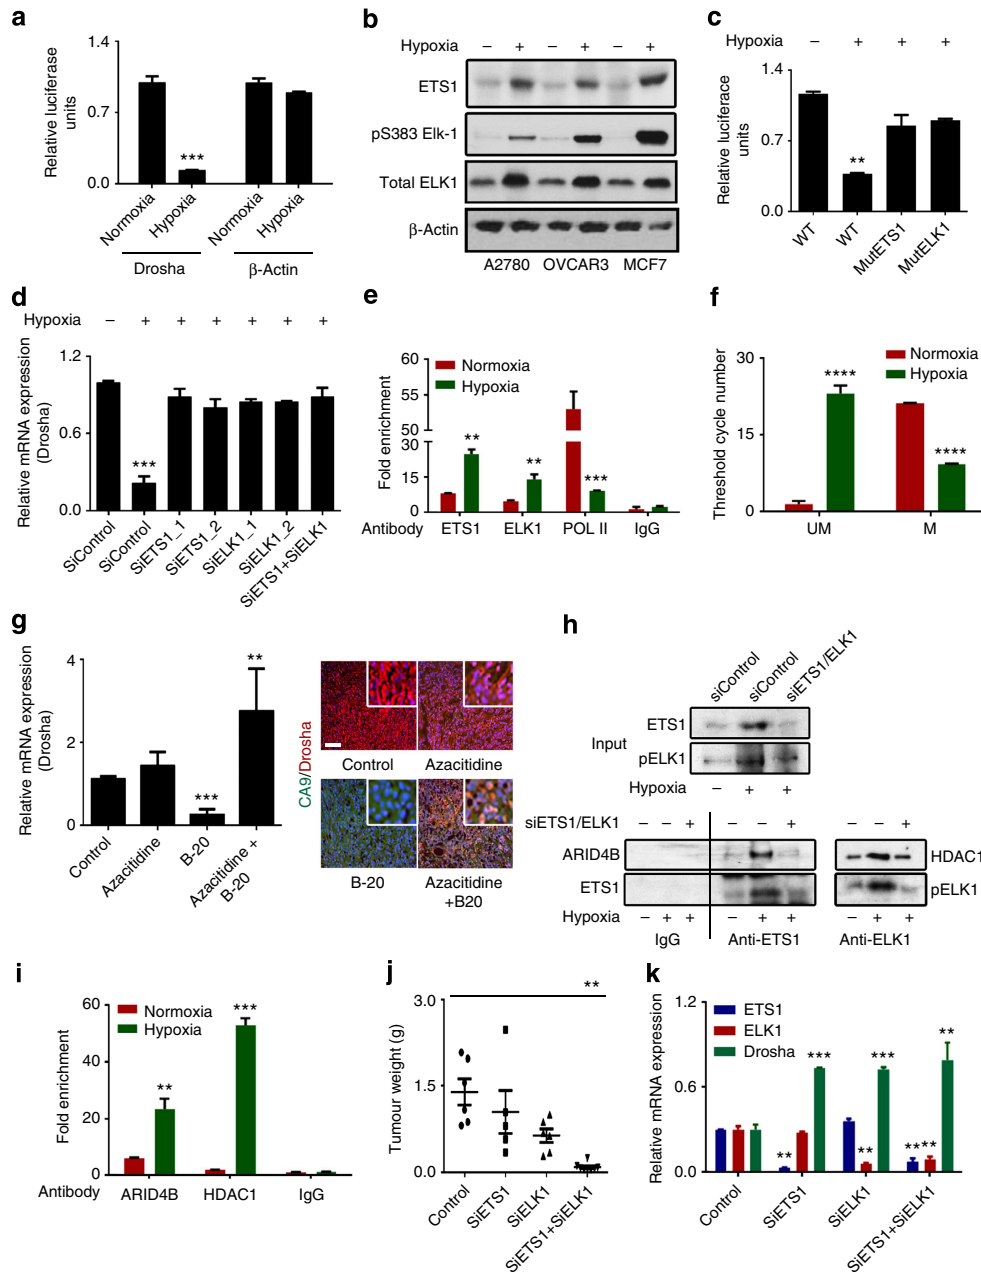 a
Relative luciferase units
1.4
0.7
0.0
***
Normoxia
Hypoxia
Normoxia
Hypoxia
Drosha
β-Actin
b
Hypoxia – + – + – +
ETS1
pS383 Elk-1
Total ELK1
β-Actin
A2780 OVCAR3 MCF7
c
Hypoxia – + + +
Relative luciferace units
1.4
0.7
0.0
**
WT
WT
MutETS1
MutELK1
d
Hypoxia – + + + + + +
Relative mRNA expression (Drosha)
1.2
0.6
0.0
***
SiControl
SiControl
SiETS1_1
SiETS1_2
SiELK1_1
SiELK1_2
SiETS1+SiELK1
e
Fold enrichment
60
55
50
30
15
0
Normoxia
Hypoxia
**
**
***
Antibody ETS1 ELK1 POL II IgG
f
Threshold cycle number
30
15
0
Normoxia
Hypoxia
****
****
UM M
g
Relative mRNA expression (Drosha)
4
2
0
***
**
Control
Azacitidine
B-20
Azacitidine + B-20
CA9/Drosha
Control
Azacitidine
B-20
Azacitidine +B20
h
siControl
siControl
siETS1/ELK1
Input
ETS1
pELK1
Hypoxia – + +
siETS1/ELK1 – – + – – + – – +
ARID4B
HDAC1
ETS1
pELK1
Hypoxia – + + – + + – + +
IgG Anti-ETS1 Anti-ELK1
i
Fold enrichment
60
40
20
0
Normoxia
Hypoxia
**
***
Antibody ARID4B HDAC1 IgG
j
Tumour weight (g)
3.0
1.5
0.0
**
Control
SiETS1
SiELK1
SiETS1+SiELK1
k
Relative mRNA expression
1.2
0.6
0.0
ETS1
ELK1
Drosha
**
***
**
***
**
**
**
Control
SiETS1
SiELK1
SiETS1+SiELK1